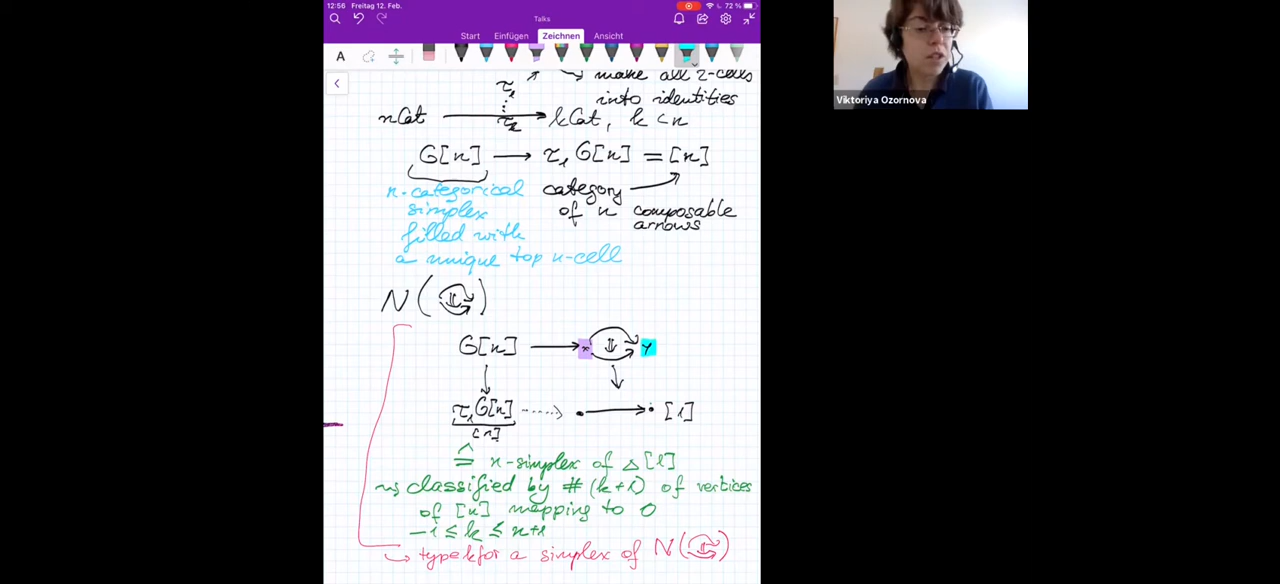 12:56 Freitag 12. Feb.
72 %
Talks
Start Einfügen Zeichnen Ansicht
A
τ₁ ↗ ↪ make all 2-cells
⋮ into identities
nCat → τₖ kCat, k < n
G[n] → τ₁ G[n] = [n]
n-categorical category
simplex of n composable
filled with arrows
a unique top n-cell
N( ⇓ )
G[n] → x ⇓ y
↓ ↓
τ₁G[n] ⇢ • → • [1]
[n]
≙ n-simplex of Δ[1]
⇝ classified by # (k+1) of vertices
of [n] mapping to 0
-1 ≤ k ≤ n+1
↪ type k for a simplex of N( ⇓ )
Viktoriya Ozornova